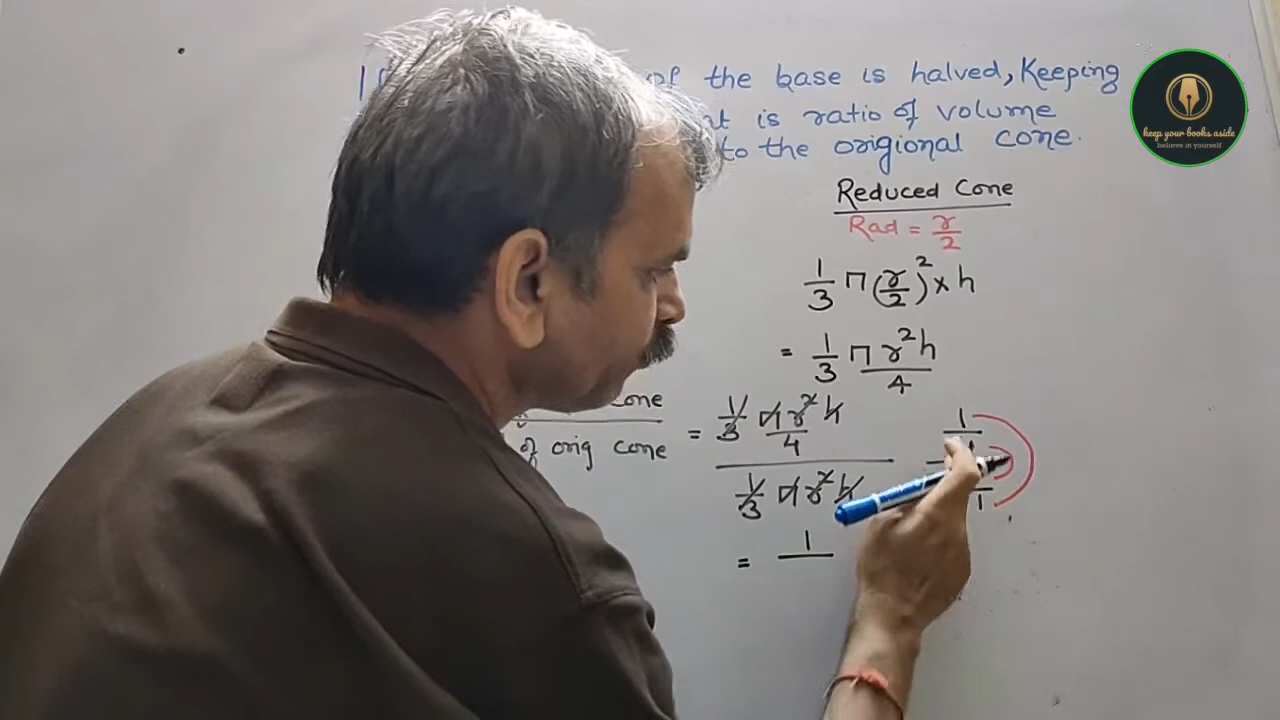 of the base is halved, Keeping
is ratio of volume
to the origional cone.
Reduced Cone
Rad = r/2
1/3 π (r/2)² × h
= 1/3 π r² h / 4
Cone
of orig cone
= 1/3 π r² h / 4
1/3 π r² h
= 1
1
1
keep your books aside
believe in yourself